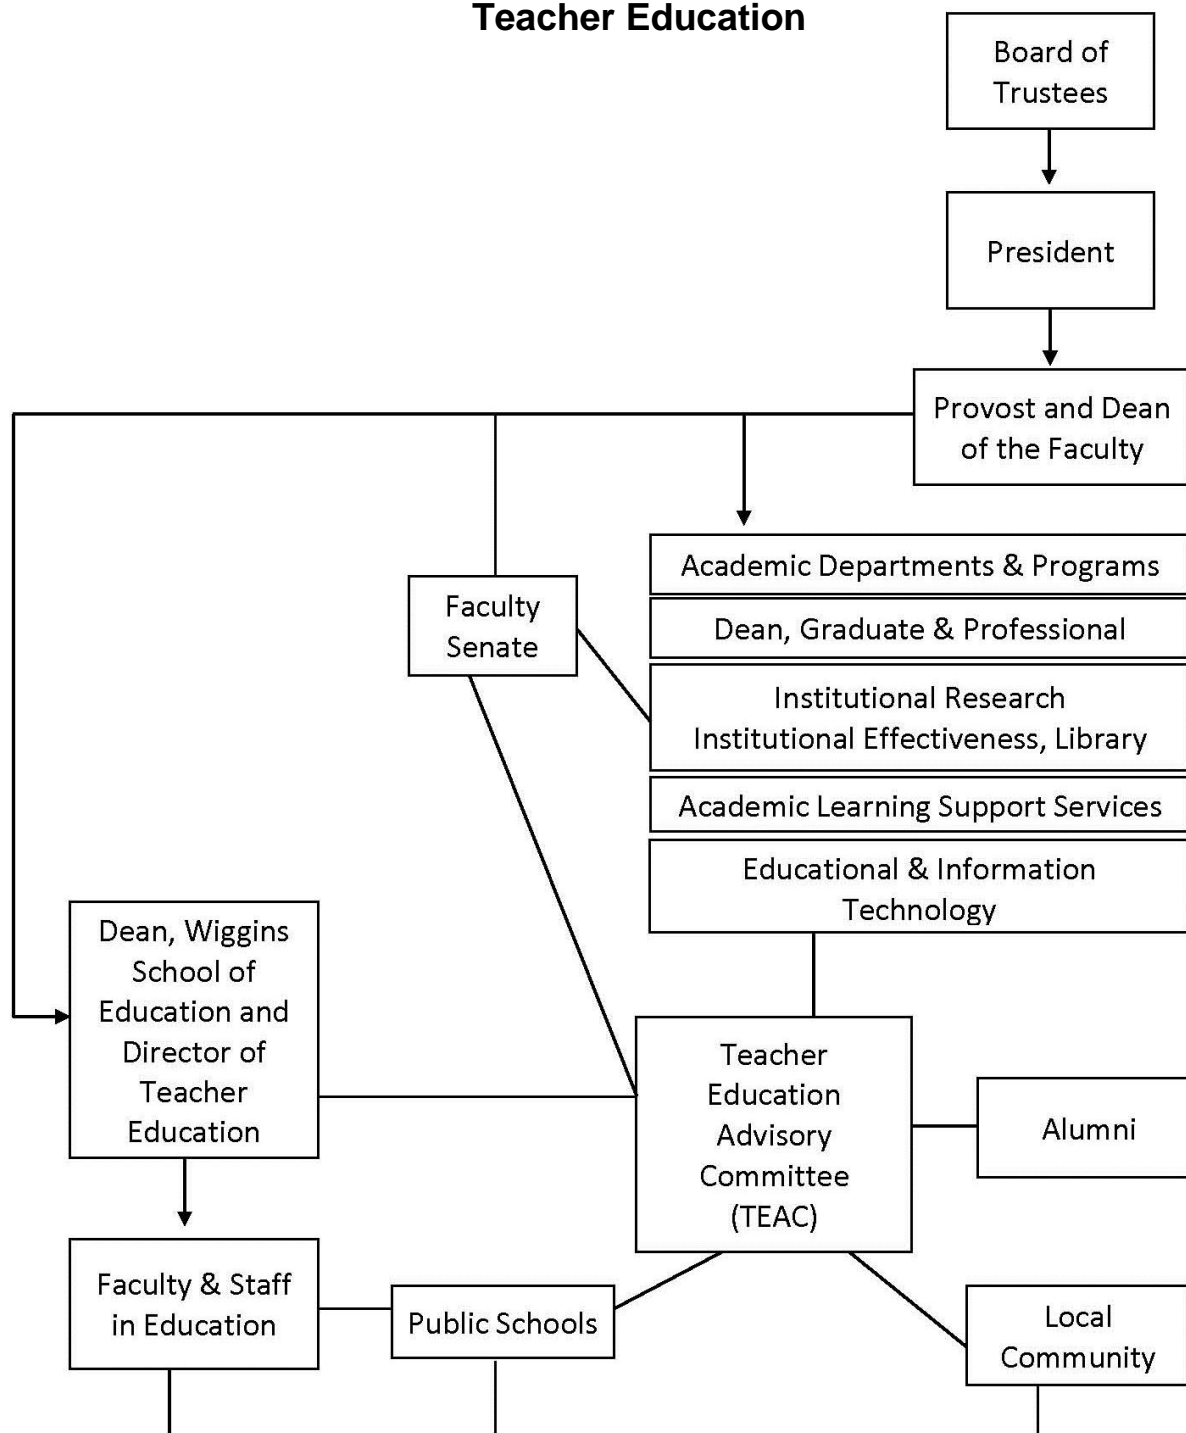 Teacher Education
Board of
Trustees
President
Provost and Dean
of the Faculty
Academic Departments & Programs
Dean, Graduate & Professional
Faculty
Senate
Institutional Research
Institutional Effectiveness, Library
Academic Learning Support Services
Educational & Information
Technology
Dean, Wiggins
School of
Education and
Director of
Teacher
Education
Teacher
Education
Advisory
Committee
(TEAC)
Alumni
Faculty & Staff
in Education
Public Schools
Local
Community